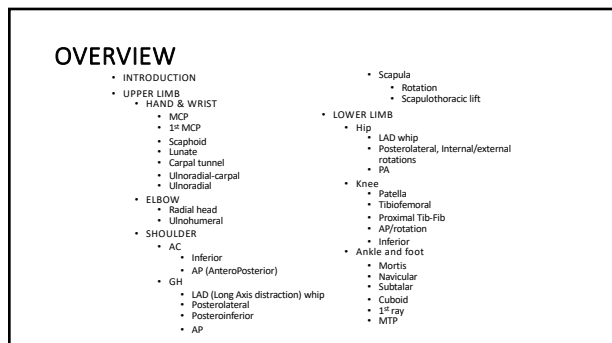 OVERVIEW
• INTRODUCTION
• UPPER LIMB
• HAND & WRIST
• MCP
• 1st MCP
• Scaphoid
• Lunate
• Carpal tunnel
• Ulnoradial-carpal
• Ulnoradial
• ELBOW
• Radial head
• Ulnohumeral
• SHOULDER
• AC
• Inferior
• AP (AnteroPosterior)
• GH
• LAD (Long Axis distraction) whip
• Posterolateral
• Posteroinferior
• AP
• Scapula
• Rotation
• Scapulothoracic lift
• LOWER LIMB
• Hip
• LAD whip
• Posterolateral, Internal/external
rotations
• PA
• Knee
• Patella
• Tibiofemoral
• Proximal Tib-Fib
• AP/rotation
• Inferior
• Ankle and foot
• Mortis
• Navicular
• Subtalar
• Cuboid
• 1st ray
• MTP